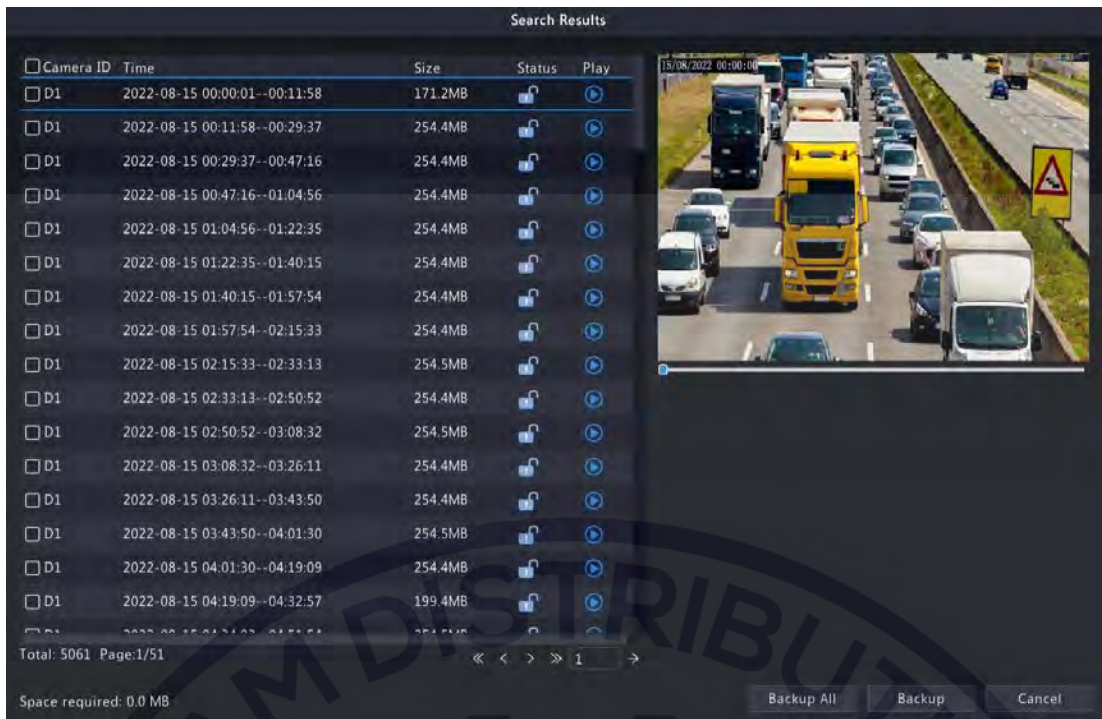 Search Results
Camera ID Time Size Status Play
D1 2022-08-15 00:00:01--00:11:58 171.2MB
D1 2022-08-15 00:11:58--00:29:37 254.4MB
D1 2022-08-15 00:29:37--00:47:16 254.4MB
D1 2022-08-15 00:47:16--01:04:56 254.4MB
D1 2022-08-15 01:04:56--01:22:35 254.4MB
D1 2022-08-15 01:22:35--01:40:15 254.4MB
D1 2022-08-15 01:40:15--01:57:54 254.4MB
D1 2022-08-15 01:57:54--02:15:33 254.4MB
D1 2022-08-15 02:15:33--02:33:13 254.5MB
D1 2022-08-15 02:33:13--02:50:52 254.4MB
D1 2022-08-15 02:50:52--03:08:32 254.5MB
D1 2022-08-15 03:08:32--03:26:11 254.4MB
D1 2022-08-15 03:26:11--03:43:50 254.4MB
D1 2022-08-15 03:43:50--04:01:30 254.5MB
D1 2022-08-15 04:01:30--04:19:09 254.4MB
D1 2022-08-15 04:19:09--04:32:57 199.4MB
15/08/2022 00:00:00
Total: 5061 Page:1/51
« < > » 1 →
Space required: 0.0 MB
Backup All Backup Cancel